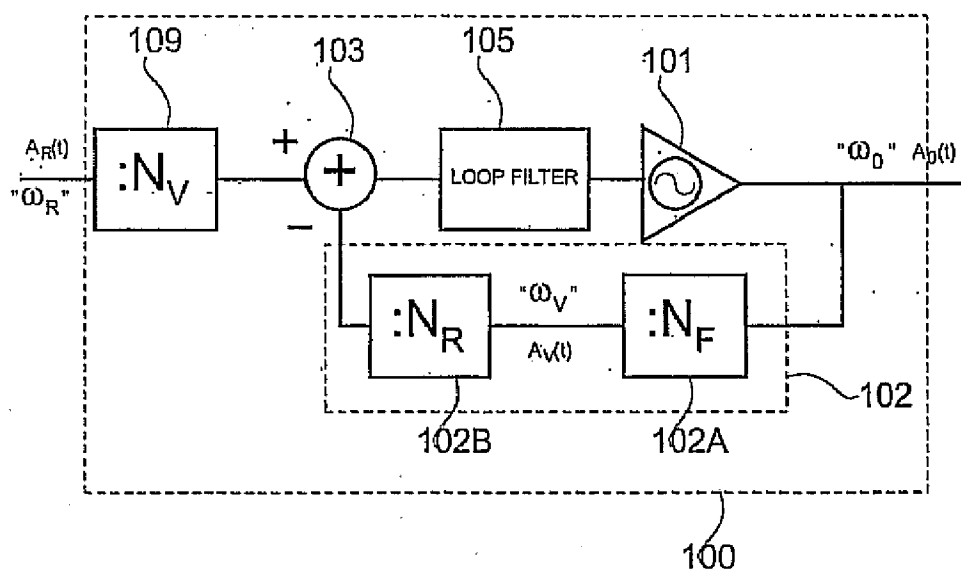 109
103
105
101
A_R(t)
"ω_R"
:N_V
+
+
−
LOOP FILTER
"ω_0" A_0(t)
:N_R
"ω_V"
A_V(t)
:N_F
102
102B
102A
100